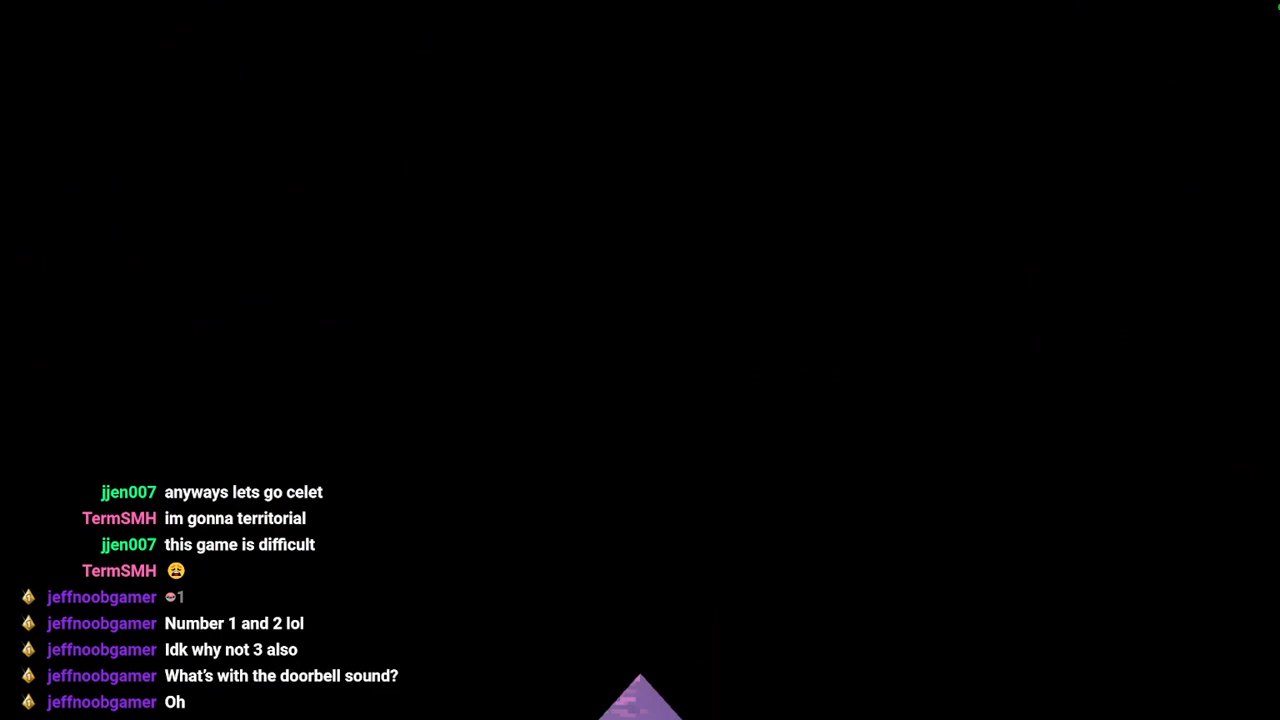 jjen007 anyways lets go celet
TermSMH im gonna territorial
jjen007 this game is difficult
TermSMH 😩
jeffnoobgamer 1
jeffnoobgamer Number 1 and 2 lol
jeffnoobgamer Idk why not 3 also
jeffnoobgamer What’s with the doorbell sound?
jeffnoobgamer Oh